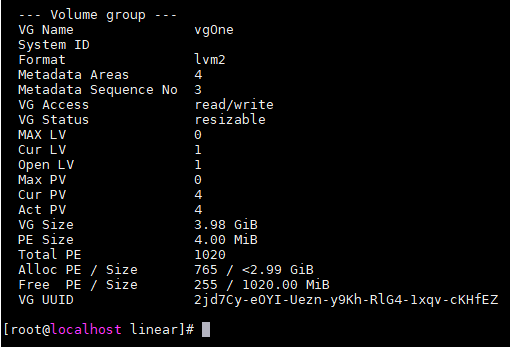 --- Volume group ---
VG Name vgOne
System ID
Format lvm2
Metadata Areas 4
Metadata Sequence No 3
VG Access read/write
VG Status resizable
MAX LV 0
Cur LV 1
Open LV 1
Max PV 0
Cur PV 4
Act PV 4
VG Size 3.98 GiB
PE Size 4.00 MiB
Total PE 1020
Alloc PE / Size 765 / <2.99 GiB
Free PE / Size 255 / 1020.00 MiB
VG UUID 2jd7Cy-eOYI-Uezn-y9Kh-RlG4-1xqv-cKHfEZ
[root@localhost linear]#